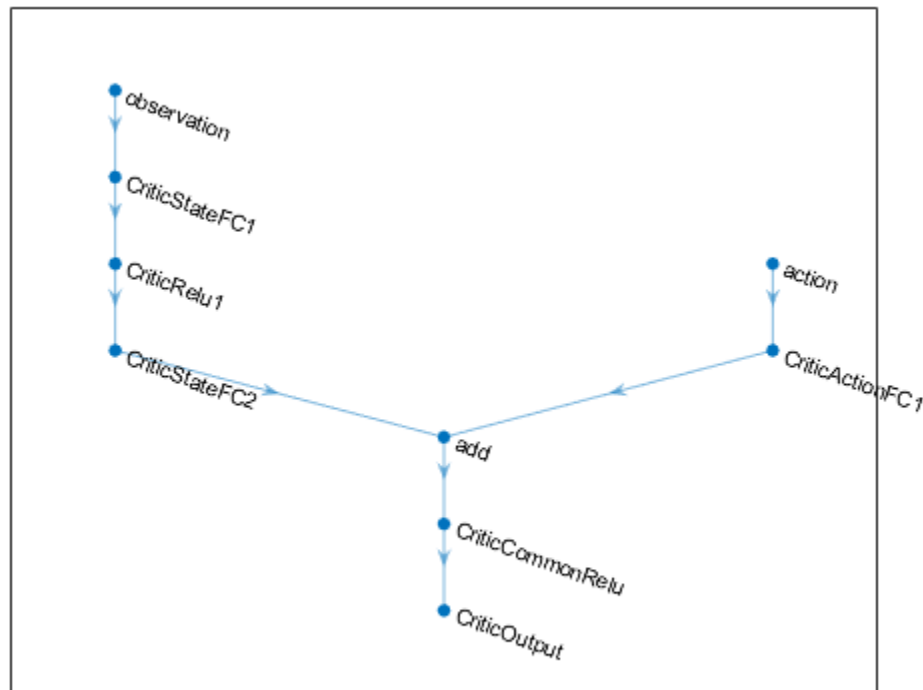 observation
CriticStateFC1
CriticRelu1
action
CriticStateFC2
CriticActionFC1
add
CriticCommonRelu
CriticOutput